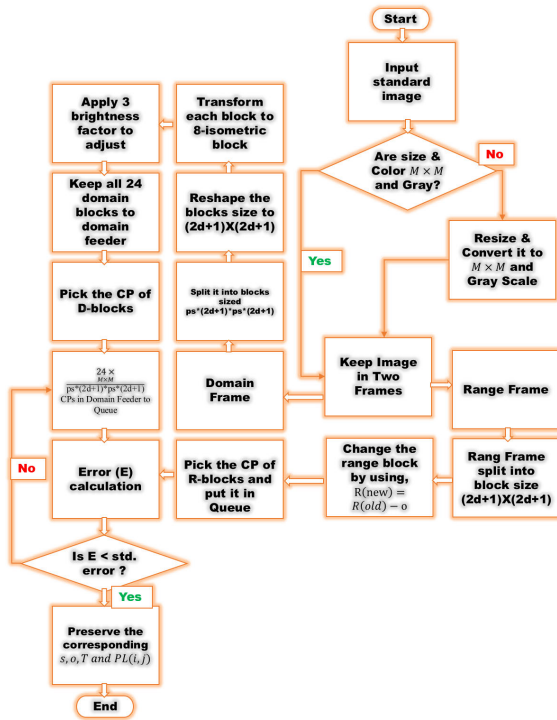 Start
Input
standard
image
Are size &
Color M × M
and Gray?
No
Yes
Resize &
Convert it to
M × M and
Gray Scale
Keep Image
in Two
Frames
Range Frame
Rang Frame
split into
block size
(2d+1)X(2d+1)
Change the
range block
by using,
R(new) =
R(old) − o
Pick the CP of
R-blocks and
put it in
Queue
Domain
Frame
Split it into blocks
sized
ps*(2d+1)*ps*(2d+1)
Reshape the
blocks size to
(2d+1)X(2d+1)
Transform
each block to
8-isometric
block
Apply 3
brightness
factor to
adjust
Keep all 24
domain
blocks to
domain
feeder
Pick the CP of
D-blocks
24 ×
M×M
ps*(2d+1)*ps*(2d+1)
CPs in Domain Feeder to
Queue
Error (E)
calculation
No
Is E < std.
error ?
Yes
Preserve the
corresponding
s, o, T and PL(i, j)
End